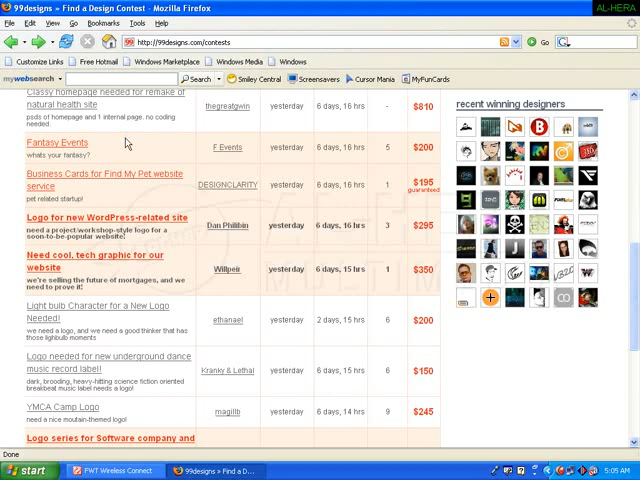 99designs » Find a Design Contest - Mozilla Firefox
AL-HERA
File Edit View Go Bookmarks Tools Help
http://99designs.com/contests
Go
Customize Links Free Hotmail Windows Marketplace Windows Media Windows
mywebsearch Search Smiley Central Screensavers Cursor Mania MyFunCards
Classy homepage needed for remake of
natural health site
psds of homepage and 1 internal page. no coding
needed.
thegreatwin yesterday 6 days, 16 hrs - $810
recent winning designers
Fantasy Events
whats your fantasy?
F Events yesterday 6 days, 16 hrs 5 $200
Business Cards for Find My Pet website
service
pet related startup!
DESIGNCLARITY yesterday 6 days, 16 hrs 1 $195
guaranteed
Logo for new WordPress-related site
need a project/workshop-style logo for a
soon-to-be popular website!
Dan Philibin yesterday 6 days, 16 hrs 3 $295
Need cool, tech graphic for our
website
we're selling the future of mortgages, and we
need to prove it!
Willpeir yesterday 6 days, 15 hrs 1 $350
Light bulb Character for a New Logo
Needed!
we need a logo, and we need a good thinker that has
those lighbulb moments
ethanael yesterday 2 days, 15 hrs 6 $200
Logo needed for new underground dance
music record label!
dark, brooding, heavy-hitting science fiction oriented
breakbeat music label needs a logo!
Kranky & Lethal yesterday 6 days, 15 hrs 6 $150
YMCA Camp Logo
need a nice moutain-themed logo!
magillb yesterday 6 days, 14 hrs 9 $245
Logo series for Software company and
Done
start FWT Wireless Connect 99designs » Find a D... 5:05 AM